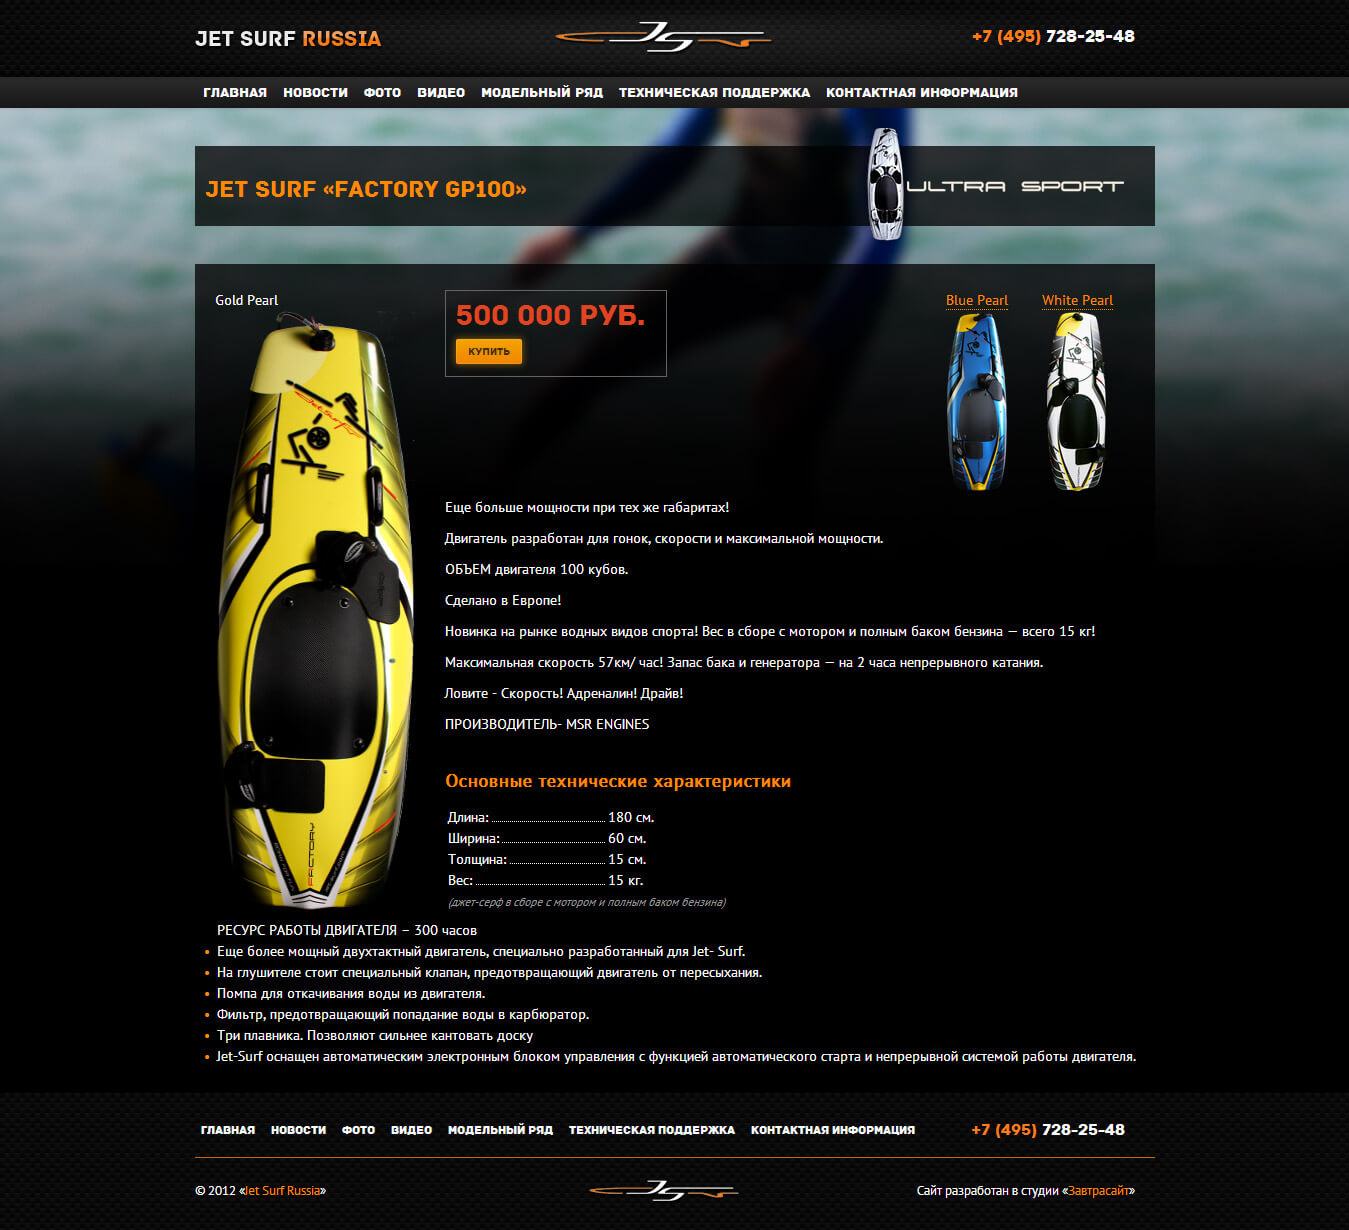 JET SURF RUSSIA
+7 (495) 728-25-48
ГЛАВНАЯ НОВОСТИ ФОТО ВИДЕО МОДЕЛЬНЫЙ РЯД ТЕХНИЧЕСКАЯ ПОДДЕРЖКА КОНТАКТНАЯ ИНФОРМАЦИЯ
JET SURF «FACTORY GP100»
ULTRA SPORT
Gold Pearl
500 000 РУБ.
КУПИТЬ
Blue Pearl
White Pearl
Еще больше мощности при тех же габаритах!
Двигатель разработан для гонок, скорости и максимальной мощности.
ОБЪЕМ двигателя 100 кубов.
Сделано в Европе!
Новинка на рынке водных видов спорта! Вес в сборе с мотором и полным баком бензина — всего 15 кг!
Максимальная скорость 57км/ час! Запас бака и генератора — на 2 часа непрерывного катания.
Ловите - Скорость! Адреналин! Драйв!
ПРОИЗВОДИТЕЛЬ- MSR ENGINES
Основные технические характеристики
Длина: 180 см.
Ширина: 60 см.
Толщина: 15 см.
Вес: 15 кг.
(джет-серф в сборе с мотором и полным баком бензина)
JetSurf
FACTORY
РЕСУРС РАБОТЫ ДВИГАТЕЛЯ – 300 часов
• Еще более мощный двухтактный двигатель, специально разработанный для Jet- Surf.
• На глушителе стоит специальный клапан, предотвращающий двигатель от пересыхания.
• Помпа для откачивания воды из двигателя.
• Фильтр, предотвращающий попадание воды в карбюратор.
• Три плавника. Позволяют сильнее кантовать доску
• Jet-Surf оснащен автоматическим электронным блоком управления с функцией автоматического старта и непрерывной системой работы двигателя.
ГЛАВНАЯ НОВОСТИ ФОТО ВИДЕО МОДЕЛЬНЫЙ РЯД ТЕХНИЧЕСКАЯ ПОДДЕРЖКА КОНТАКТНАЯ ИНФОРМАЦИЯ
+7 (495) 728-25-48
© 2012 «Jet Surf Russia»
Сайт разработан в студии «Завтрасайт»